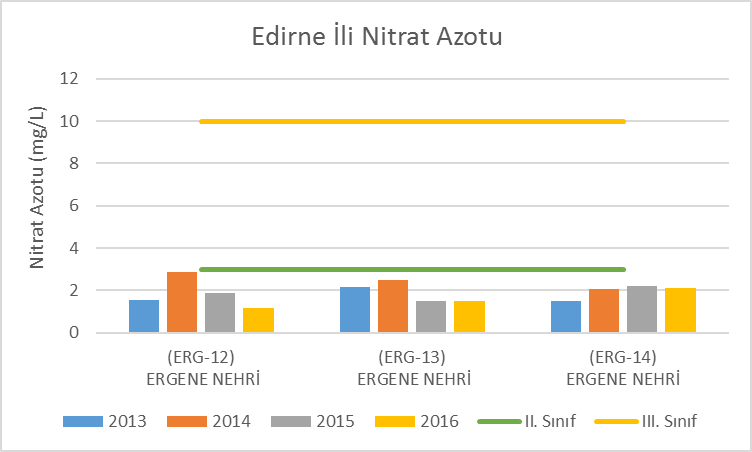 Edirne İli Nitrat Azotu
Nitrat Azotu (mg/L)
12
10
8
6
4
2
0
(ERG-12)
ERGENE NEHRİ
(ERG-13)
ERGENE NEHRİ
(ERG-14)
ERGENE NEHRİ
2013 2014 2015 2016 II. Sınıf III. Sınıf